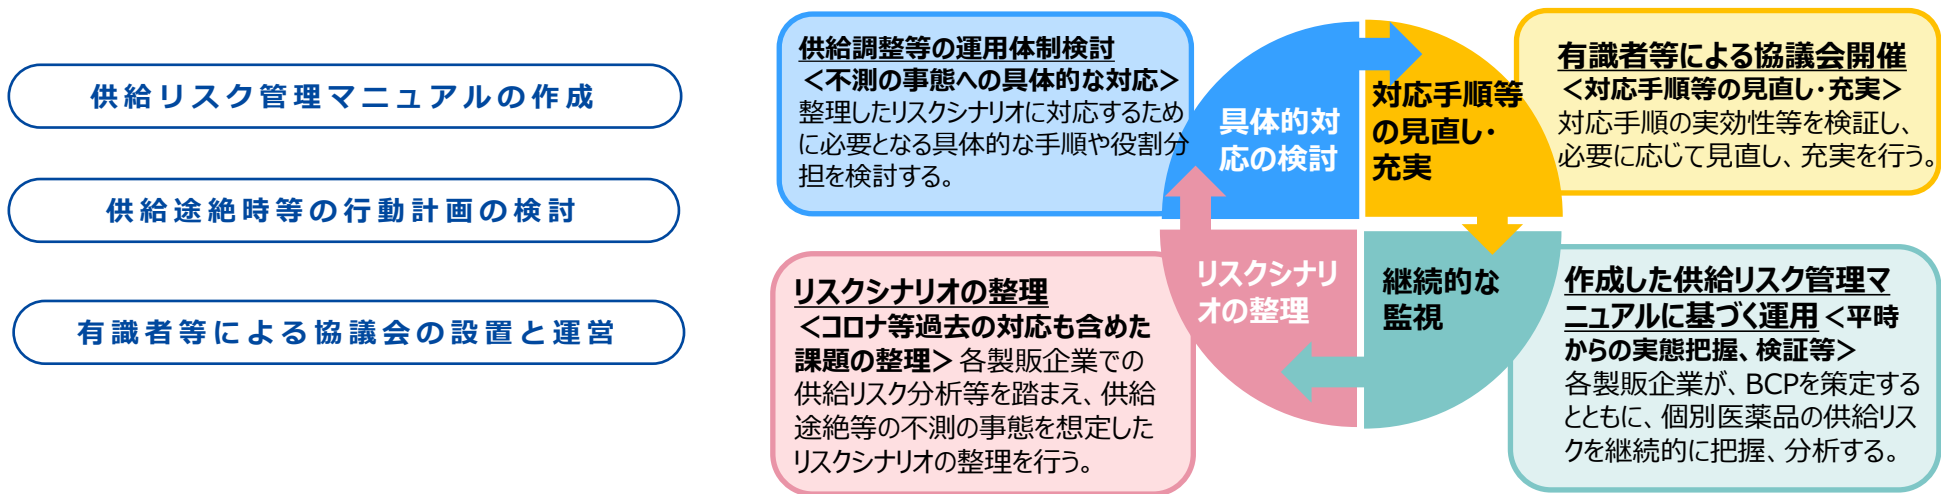 供給リスク管理マニュアルの作成
供給途絶時等の行動計画の検討
有識者等による協議会の設置と運営
供給調整等の運用体制検討
＜不測の事態への具体的な対応＞
整理したリスクシナリオに対応するため
に必要となる具体的な手順や役割分
担を検討する。
具体的対
応の検討
対応手順等
の見直し・
充実
有識者等による協議会開催
＜対応手順等の見直し・充実＞
対応手順の実効性等を検証し、
必要に応じて見直し、充実を行う。
リスクシナリオの整理
＜コロナ等過去の対応も含めた
課題の整理＞各製販企業での
供給リスク分析等を踏まえ、供給
途絶等の不測の事態を想定した
リスクシナリオの整理を行う。
リスクシナリ
オの整理
継続的な
監視
作成した供給リスク管理マ
ニュアルに基づく運用＜平時
からの実態把握、検証等＞
各製販企業が、BCPを策定する
とともに、個別医薬品の供給リス
クを継続的に把握、分析する。